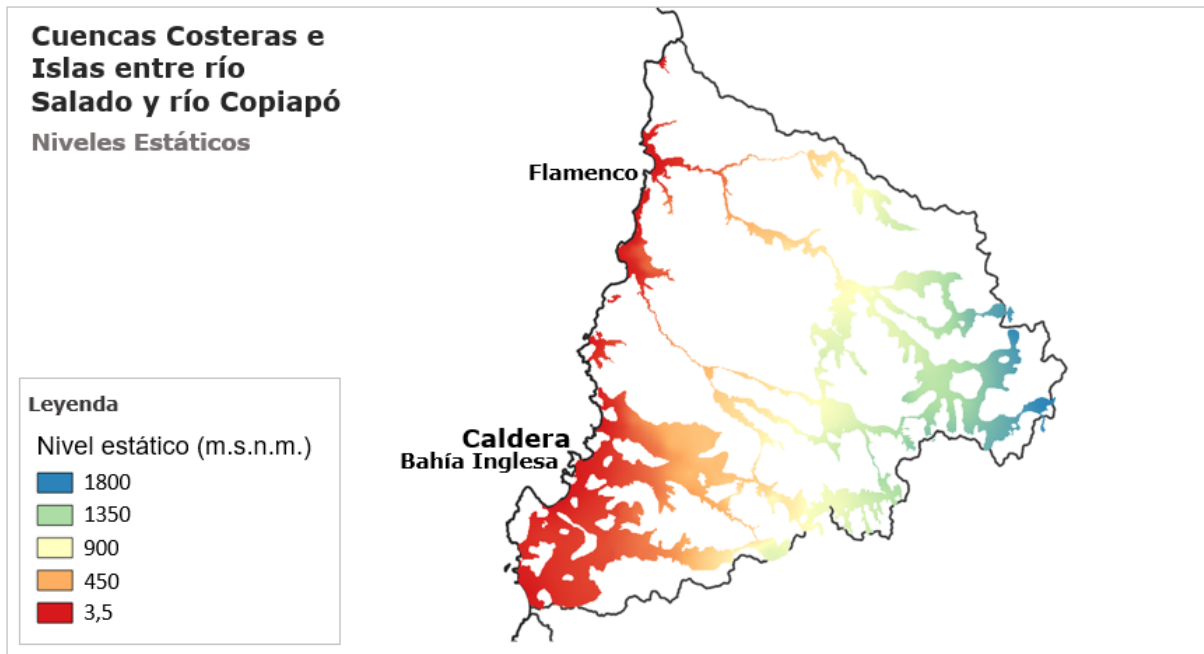 Cuencas Costeras e
Islas entre río
Salado y río Copiapó
Niveles Estáticos
Flamenco
Caldera
Bahía Inglesa
Leyenda
Nivel estático (m.s.n.m.)
1800
1350
900
450
3,5